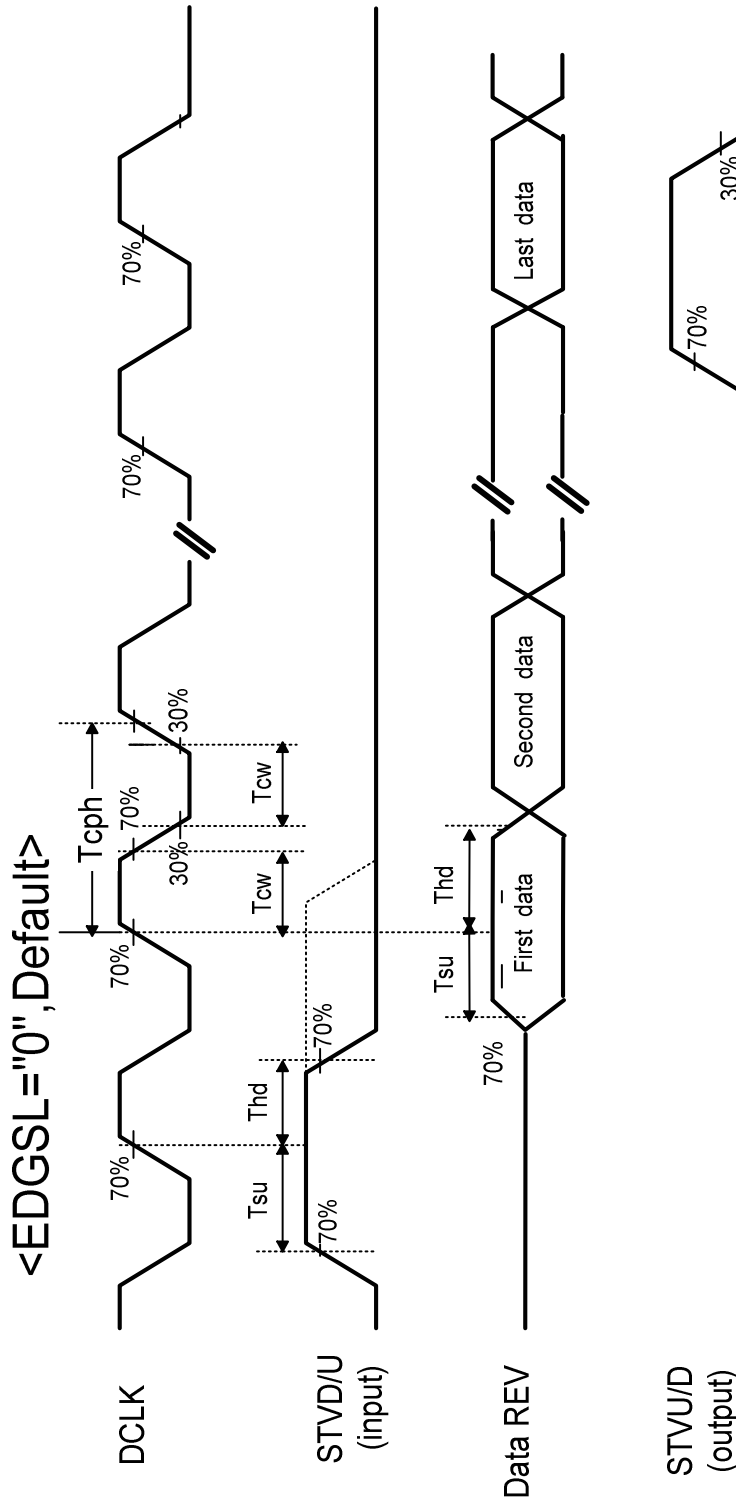 <EDGSL="0",Default>
DCLK
70%
70%
Tcph
30%
70%
30%
70%
70%
Tcw
Tcw
STVD/U
(input)
70%
Tsu
Thd
70%
Data REV
70%
Tsu
Thd
First data
Second data
Last data
STVU/D
(output)
70%
30%